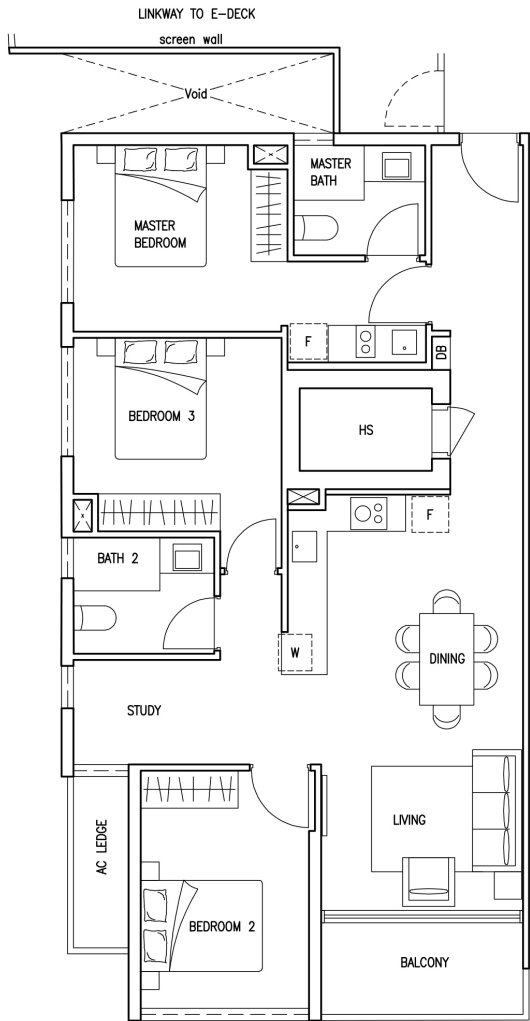 LINKWAY TO E-DECK
screen wall
Void
MASTER
BATH
MASTER
BEDROOM
F
DB
BEDROOM 3
HS
F
BATH 2
W
DINING
STUDY
LIVING
AC LEDGE
BEDROOM 2
BALCONY